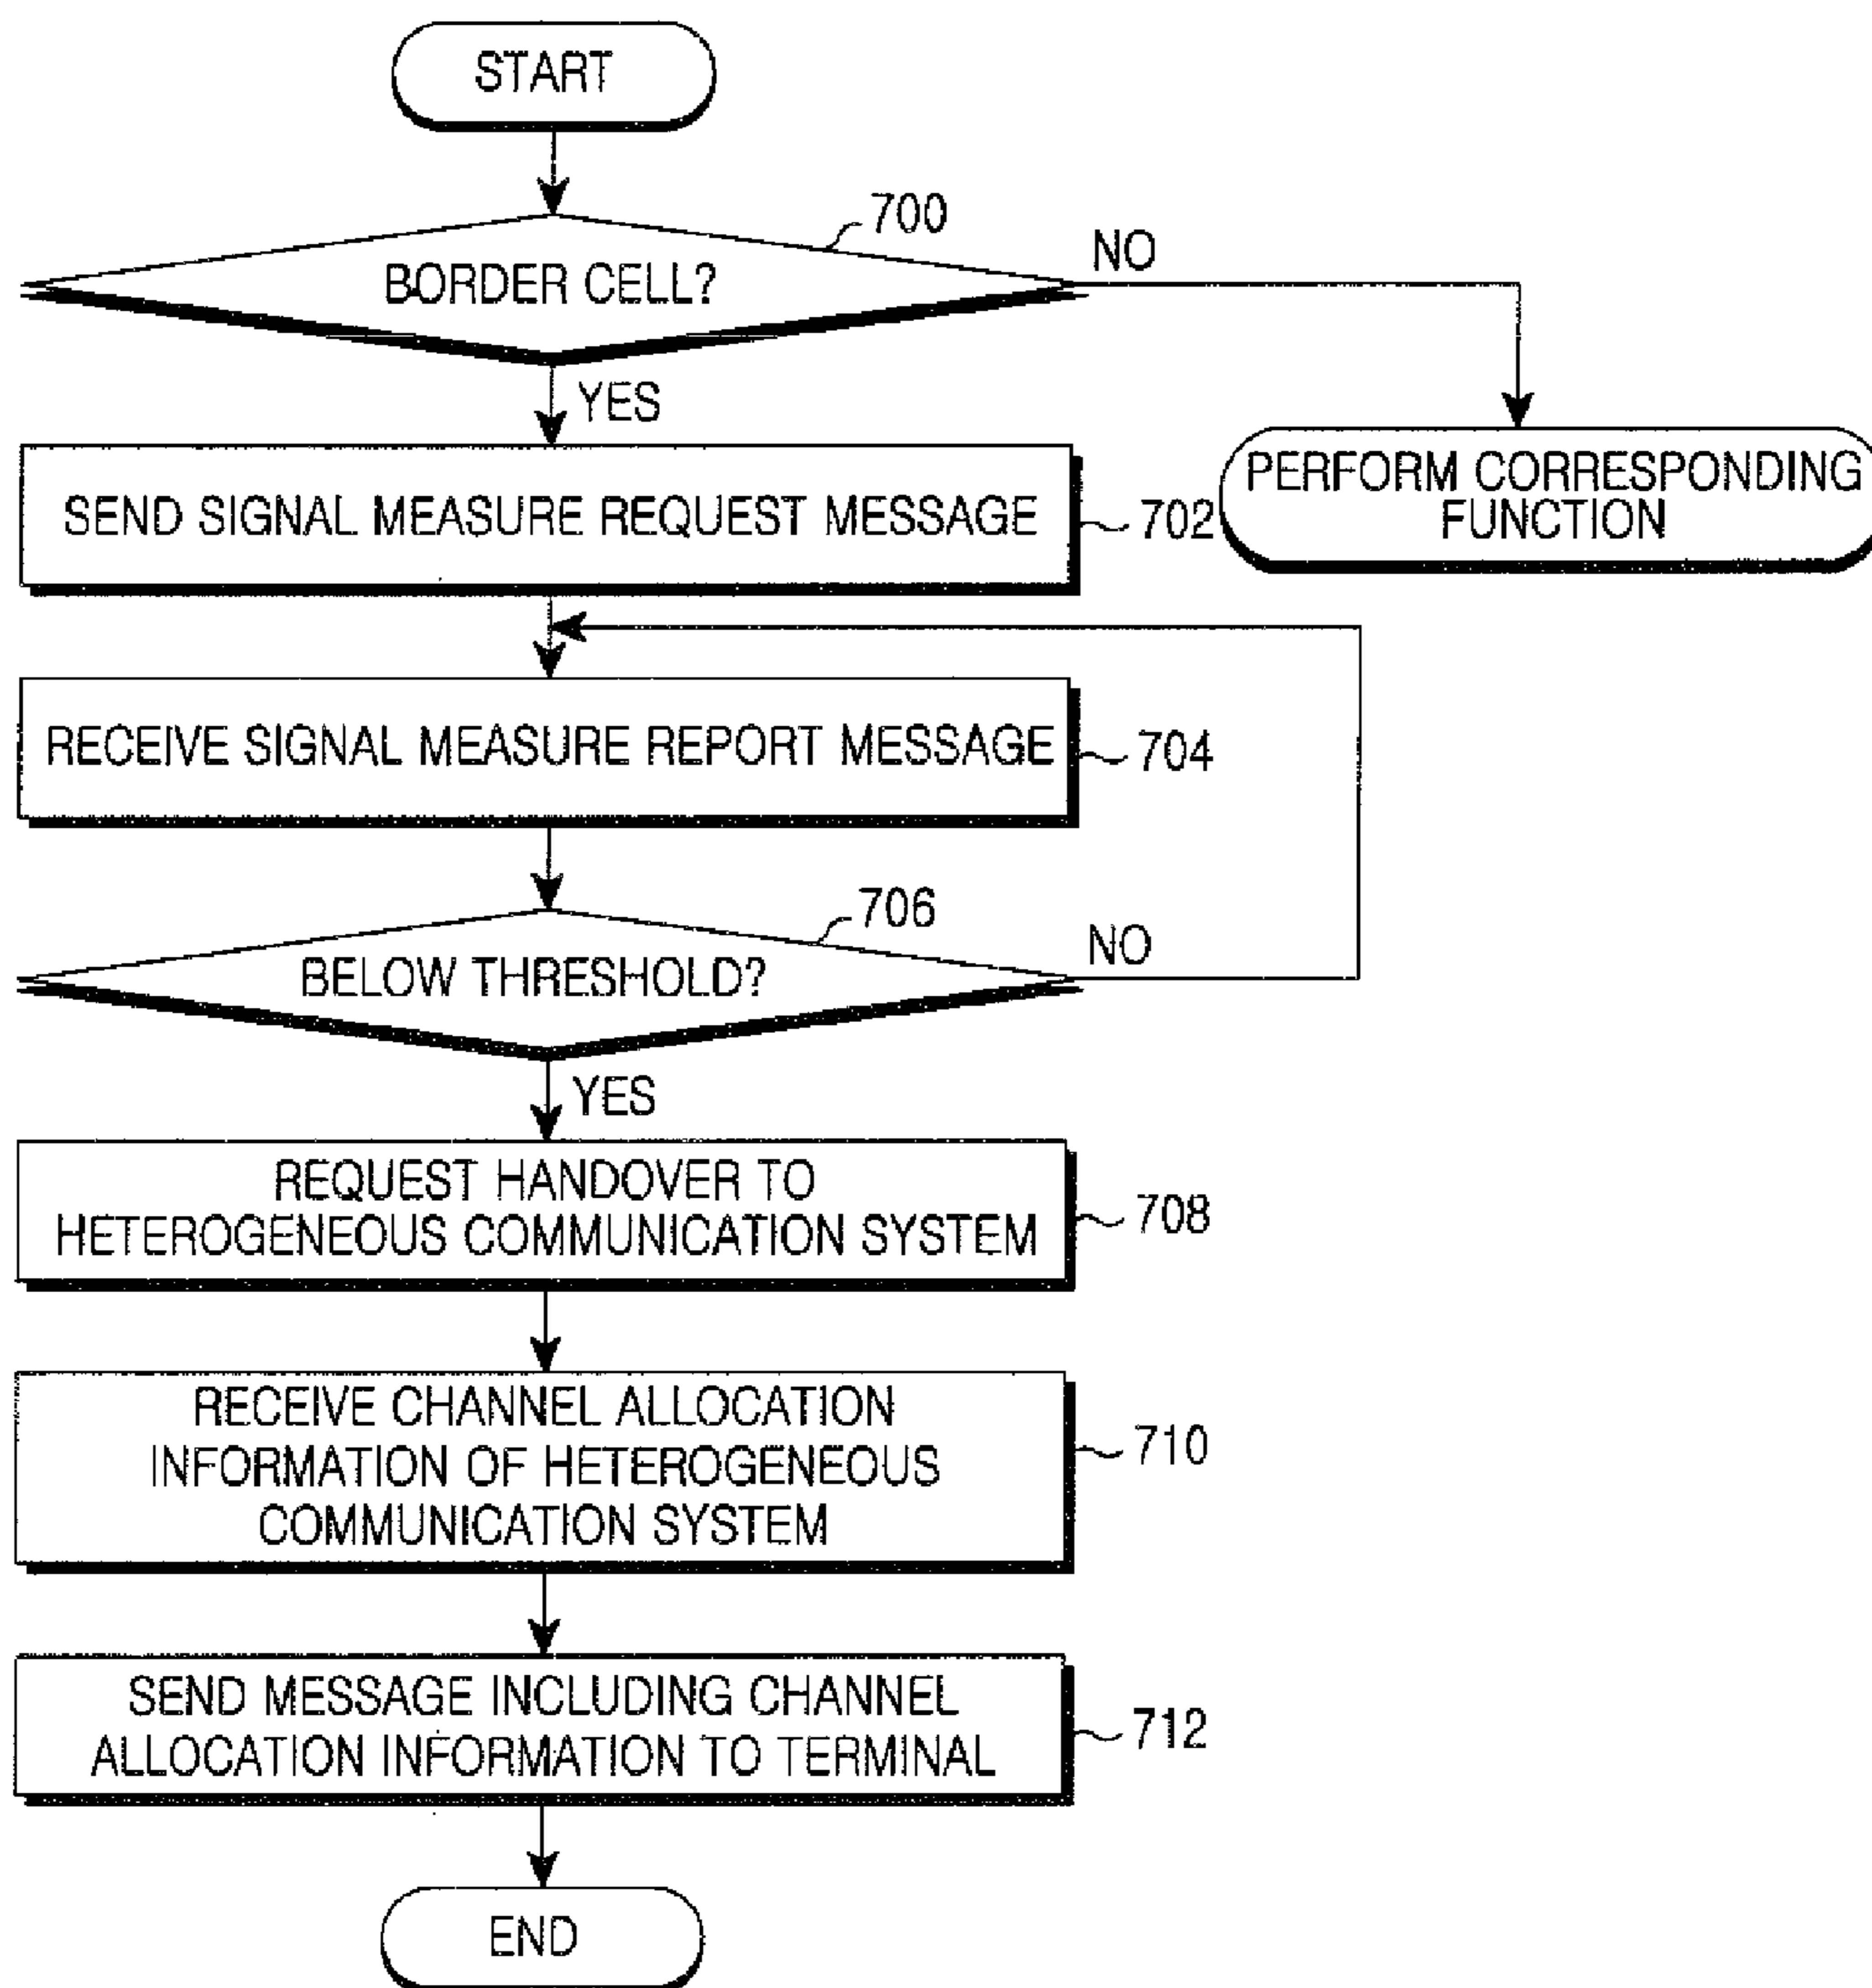 START
700
BORDER CELL?
NO
YES
PERFORM CORRESPONDING
FUNCTION
SEND SIGNAL MEASURE REQUEST MESSAGE
702
RECEIVE SIGNAL MEASURE REPORT MESSAGE
704
706
BELOW THRESHOLD?
NO
YES
REQUEST HANDOVER TO
HETEROGENEOUS COMMUNICATION SYSTEM
708
RECEIVE CHANNEL ALLOCATION
INFORMATION OF HETEROGENEOUS
COMMUNICATION SYSTEM
710
SEND MESSAGE INCLUDING CHANNEL
ALLOCATION INFORMATION TO TERMINAL
712
END